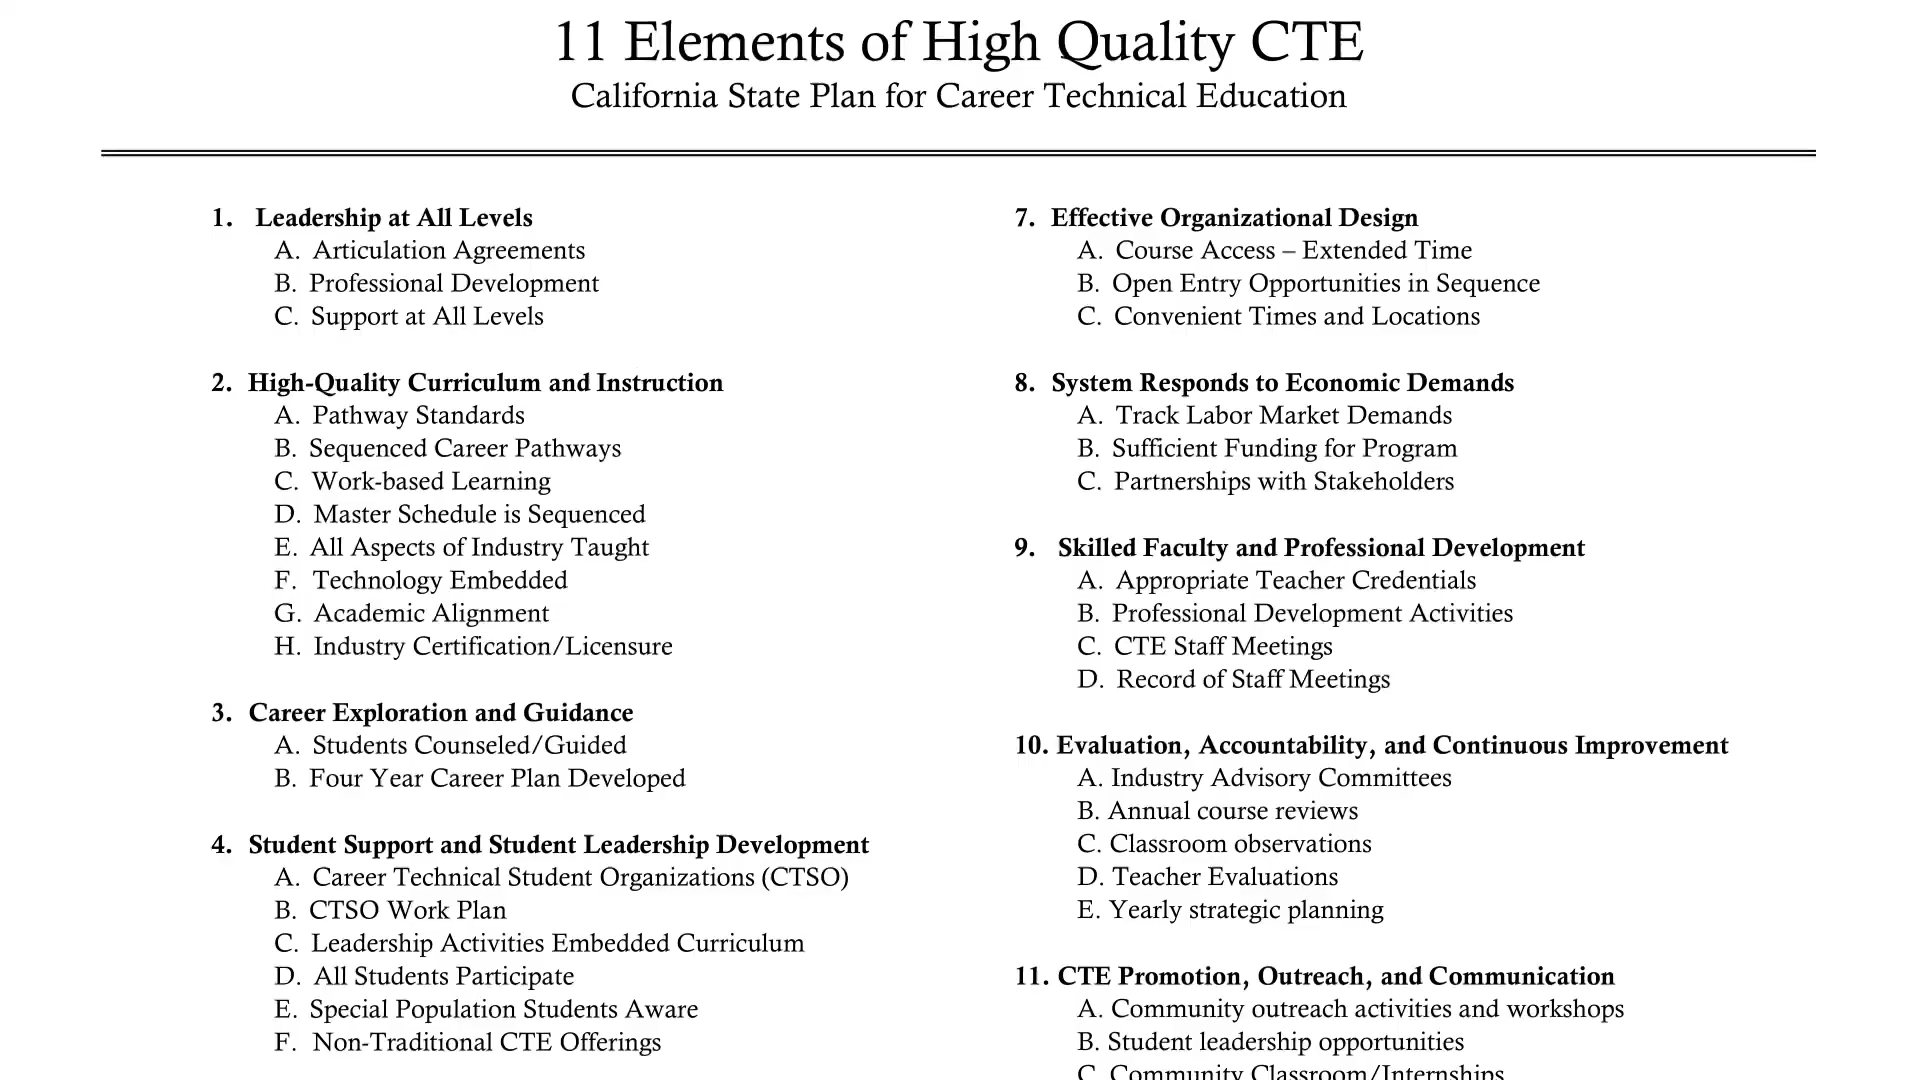 11 Elements of High Quality CTE
California State Plan for Career Technical Education
1. Leadership at All Levels
A. Articulation Agreements
B. Professional Development
C. Support at All Levels
2. High-Quality Curriculum and Instruction
A. Pathway Standards
B. Sequenced Career Pathways
C. Work-based Learning
D. Master Schedule is Sequenced
E. All Aspects of Industry Taught
F. Technology Embedded
G. Academic Alignment
H. Industry Certification/Licensure
3. Career Exploration and Guidance
A. Students Counseled/Guided
B. Four Year Career Plan Developed
4. Student Support and Student Leadership Development
A. Career Technical Student Organizations (CTSO)
B. CTSO Work Plan
C. Leadership Activities Embedded Curriculum
D. All Students Participate
E. Special Population Students Aware
F. Non-Traditional CTE Offerings
7. Effective Organizational Design
A. Course Access – Extended Time
B. Open Entry Opportunities in Sequence
C. Convenient Times and Locations
8. System Responds to Economic Demands
A. Track Labor Market Demands
B. Sufficient Funding for Program
C. Partnerships with Stakeholders
9. Skilled Faculty and Professional Development
A. Appropriate Teacher Credentials
B. Professional Development Activities
C. CTE Staff Meetings
D. Record of Staff Meetings
10. Evaluation, Accountability, and Continuous Improvement
A. Industry Advisory Committees
B. Annual course reviews
C. Classroom observations
D. Teacher Evaluations
E. Yearly strategic planning
11. CTE Promotion, Outreach, and Communication
A. Community outreach activities and workshops
B. Student leadership opportunities
C. Community Classroom/Internships